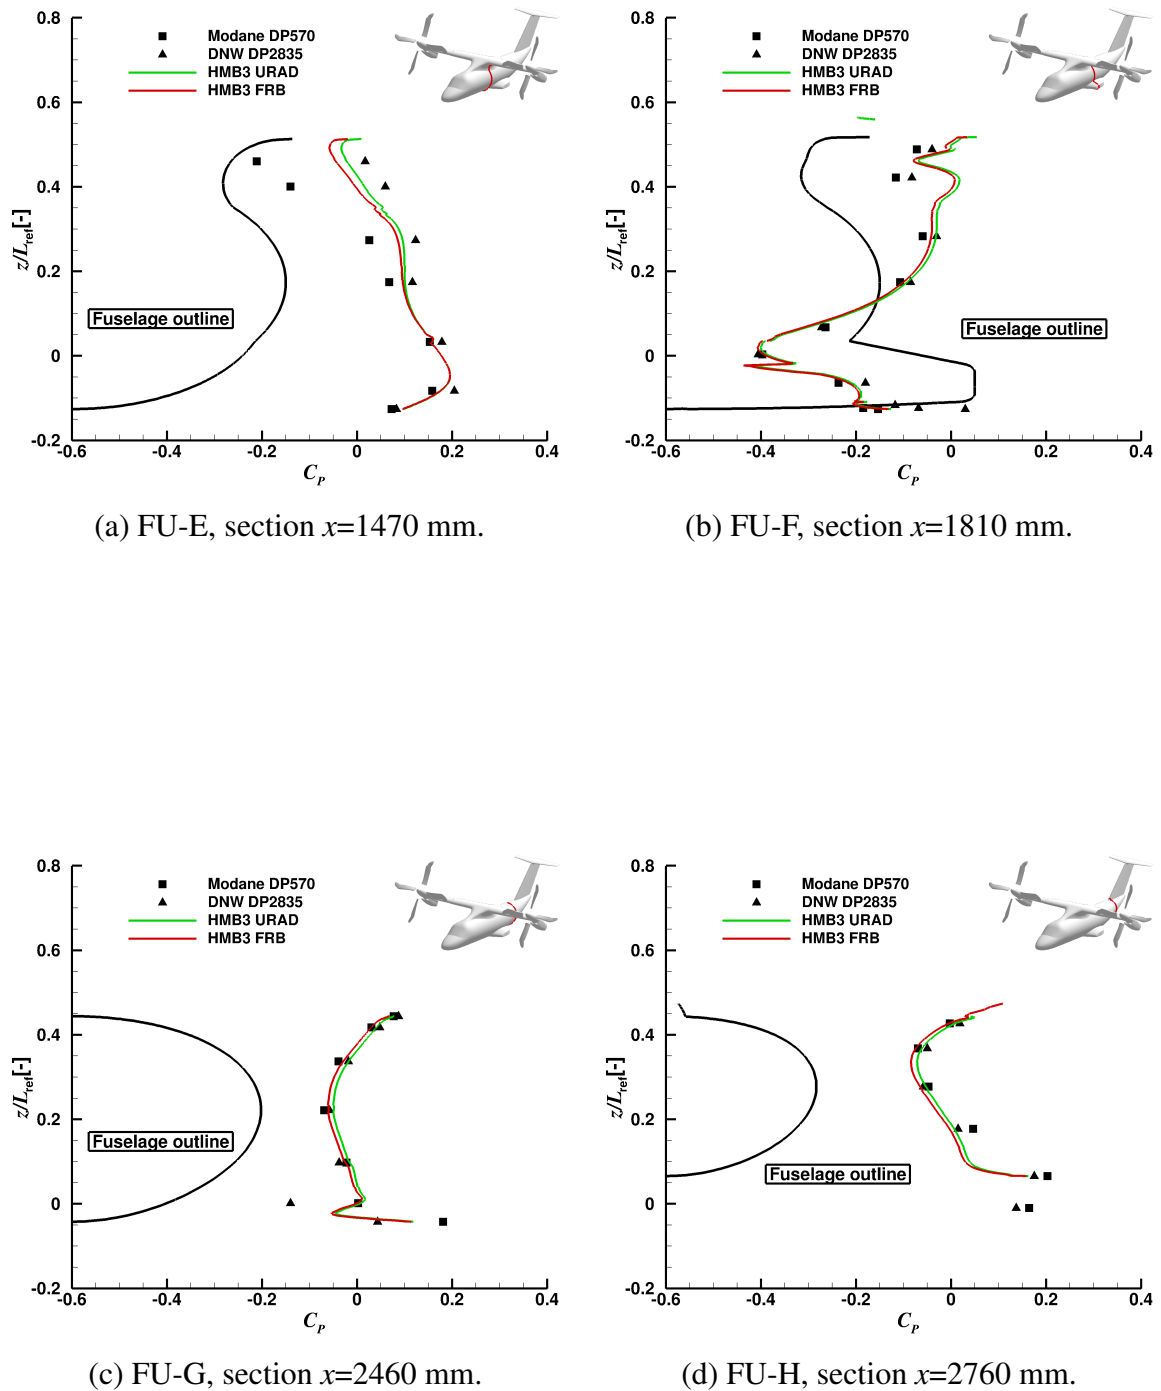 0.8
Modane DP570
DNW DP2835
HMB3 URAD
HMB3 FRB
0.6
0.4
z/Lref[-]
0.2
Fuselage outline
0
-0.2
-0.6 -0.4 -0.2 0 0.2 0.4
CP
(a) FU-E, section x=1470 mm.
0.8
Modane DP570
DNW DP2835
HMB3 URAD
HMB3 FRB
0.6
0.4
z/Lref[-]
0.2
Fuselage outline
0
-0.2
-0.6 -0.4 -0.2 0 0.2 0.4
CP
(b) FU-F, section x=1810 mm.
0.8
Modane DP570
DNW DP2835
HMB3 URAD
HMB3 FRB
0.6
0.4
z/Lref[-]
0.2
Fuselage outline
0
-0.2
-0.6 -0.4 -0.2 0 0.2 0.4
CP
(c) FU-G, section x=2460 mm.
0.8
Modane DP570
DNW DP2835
HMB3 URAD
HMB3 FRB
0.6
0.4
z/Lref[-]
0.2
Fuselage outline
0
-0.2
-0.6 -0.4 -0.2 0 0.2 0.4
CP
(d) FU-H, section x=2760 mm.